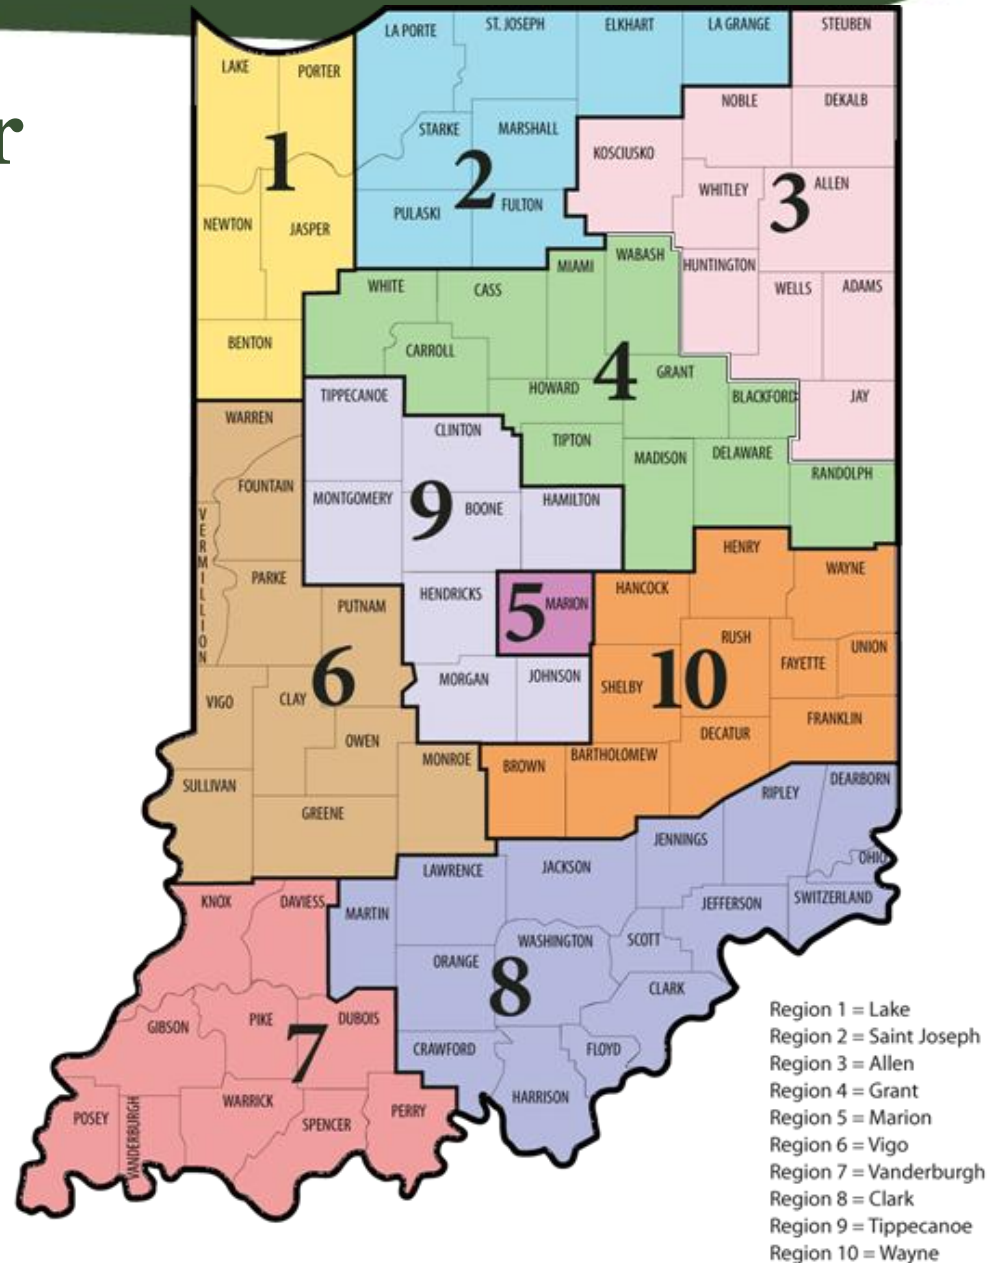 r
LA PORTE
ST. JOSEPH
ELKHART
LA GRANGE
STEUBEN
LAKE
PORTER
NOBLE
DEKALB
STARKE
MARSHALL
KOSCIUSKO
1
2
3
WHITLEY
ALLEN
PULASKI
FULTON
NEWTON
JASPER
WABASH
MIAMI
HUNTINGTON
WHITE
CASS
WELLS
ADAMS
BENTON
CARROLL
4
GRANT
HOWARD
TIPPECANOE
BLACKFORD
JAY
WARREN
CLINTON
TIPTON
MADISON
DELAWARE
RANDOLPH
FOUNTAIN
MONTGOMERY
9
BOONE
HAMILTON
VERMILLION
HENRY
WAYNE
PARKE
HENDRICKS
5
MARION
HANCOCK
PUTNAM
RUSH
UNION
FAYETTE
6
MORGAN
JOHNSON
SHELBY
10
VIGO
CLAY
FRANKLIN
OWEN
DECATUR
MONROE
BROWN
BARTHOLOMEW
SULLIVAN
RIPLEY
DEARBORN
GREENE
JENNINGS
LAWRENCE
JACKSON
OHIO
KNOX
DAVIESS
MARTIN
JEFFERSON
SWITZERLAND
WASHINGTON
SCOTT
ORANGE
8
CLARK
GIBSON
PIKE
DUBOIS
7
CRAWFORD
FLOYD
HARRISON
POSEY
VANDERBURGH
WARRICK
SPENCER
PERRY
Region 1 = Lake
Region 2 = Saint Joseph
Region 3 = Allen
Region 4 = Grant
Region 5 = Marion
Region 6 = Vigo
Region 7 = Vanderburgh
Region 8 = Clark
Region 9 = Tippecanoe
Region 10 = Wayne